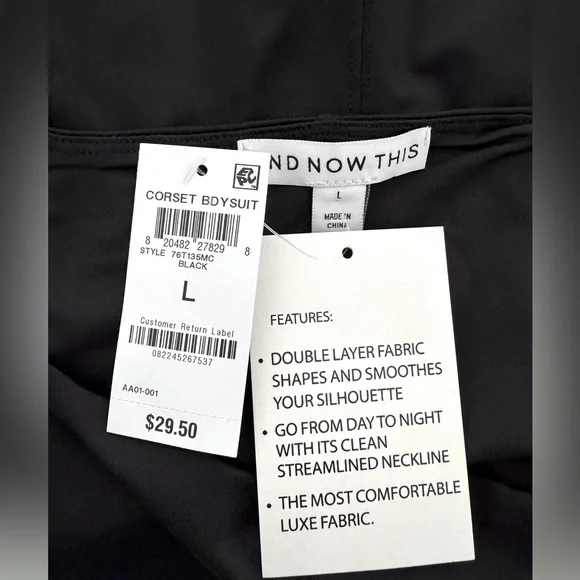 ND NOW THIS
L
MADE IN
CHINA
CORSET BDYSUIT
8 20482 27829 8
STYLE 76T135MC
BLACK
L
Customer Return Label
082245267537
AA01-001
$29.50
FEATURES:
• DOUBLE LAYER FABRIC
SHAPES AND SMOOTHES
YOUR SILHOUETTE
• GO FROM DAY TO NIGHT
WITH ITS CLEAN
STREAMLINED NECKLINE
• THE MOST COMFORTABLE
LUXE FABRIC.